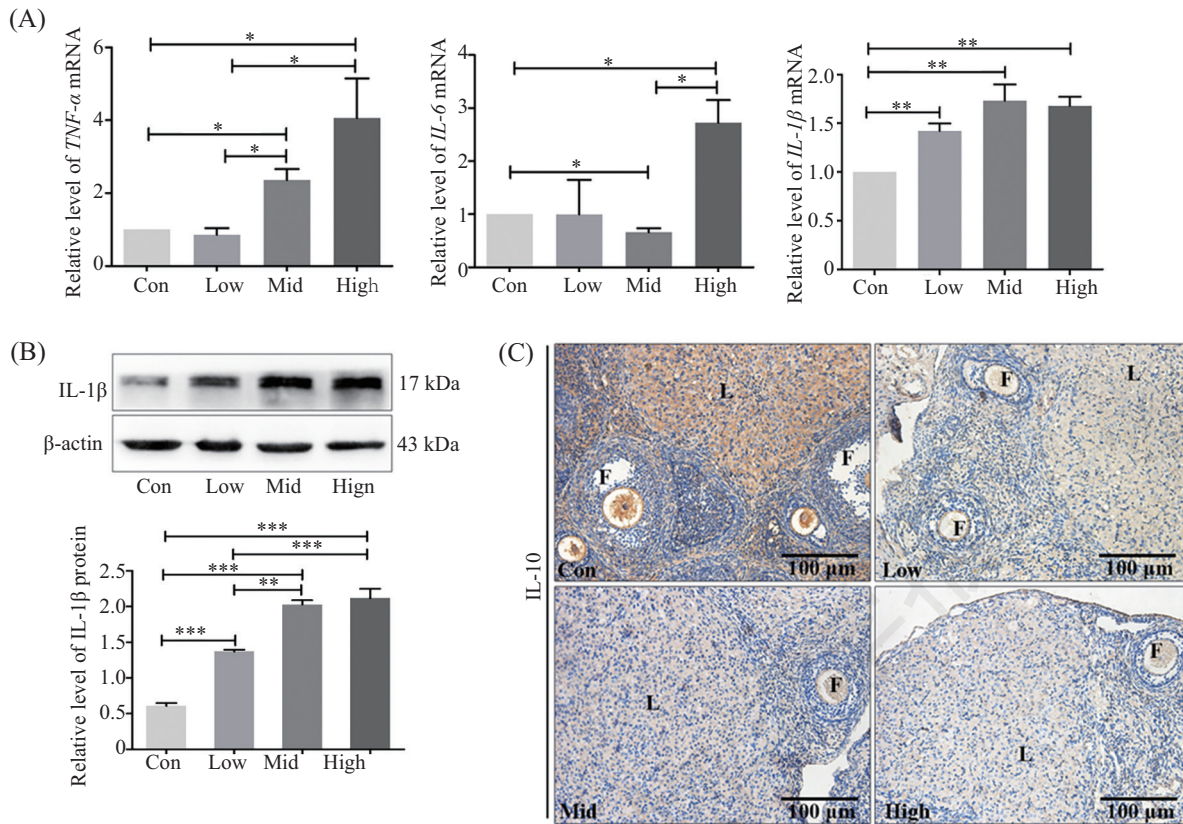 (A)
Relative level of TNF-α mRNA
6
4
2
0
*
*
*
*
Con Low Mid High
Relative level of IL-6 mRNA
4
3
2
1
0
*
*
*
Con Low Mid High
Relative level of IL-1β mRNA
2.0
1.5
1.0
0.5
0.0
**
**
**
Con Low Mid High
(B)
IL-1β 17 kDa
β-actin 43 kDa
Con Low Mid Hign
Relative level of IL-1β protein
2.5
2.0
1.5
1.0
0.5
0
***
***
***
**
***
Con Low Mid High
(C)
IL-10
L
F
F
Con
100 µm
L
F
F
Low
100 µm
L
F
Mid
100 µm
F
L
High
100 µm